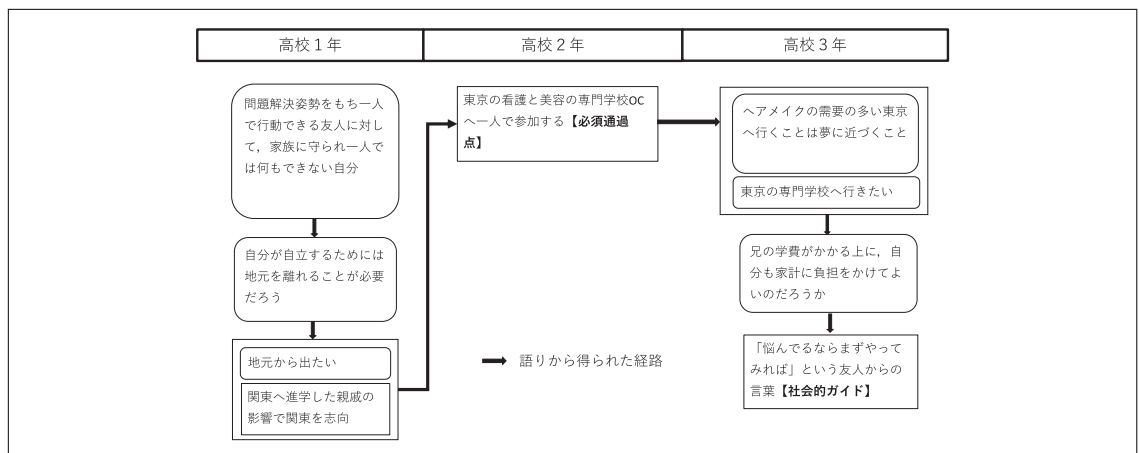 高校１年
高校２年
高校３年
問題解決姿勢をもち一人
で行動できる友人に対し
て，家族に守られ一人で
は何もできない自分
自分が自立するためには
地元を離れることが必要
だろう
地元から出たい
関東へ進学した親戚の
影響で関東を志向
東京の看護と美容の専門学校OC
へ一人で参加する【必須通過
点】
語りから得られた経路
ヘアメイクの需要の多い東京
へ行くことは夢に近づくこと
東京の専門学校へ行きたい
兄の学費がかかる上に，自
分も家計に負担をかけてよ
いのだろうか
「悩んでるならまずやって
みれば」という友人からの
言葉【社会的ガイド】